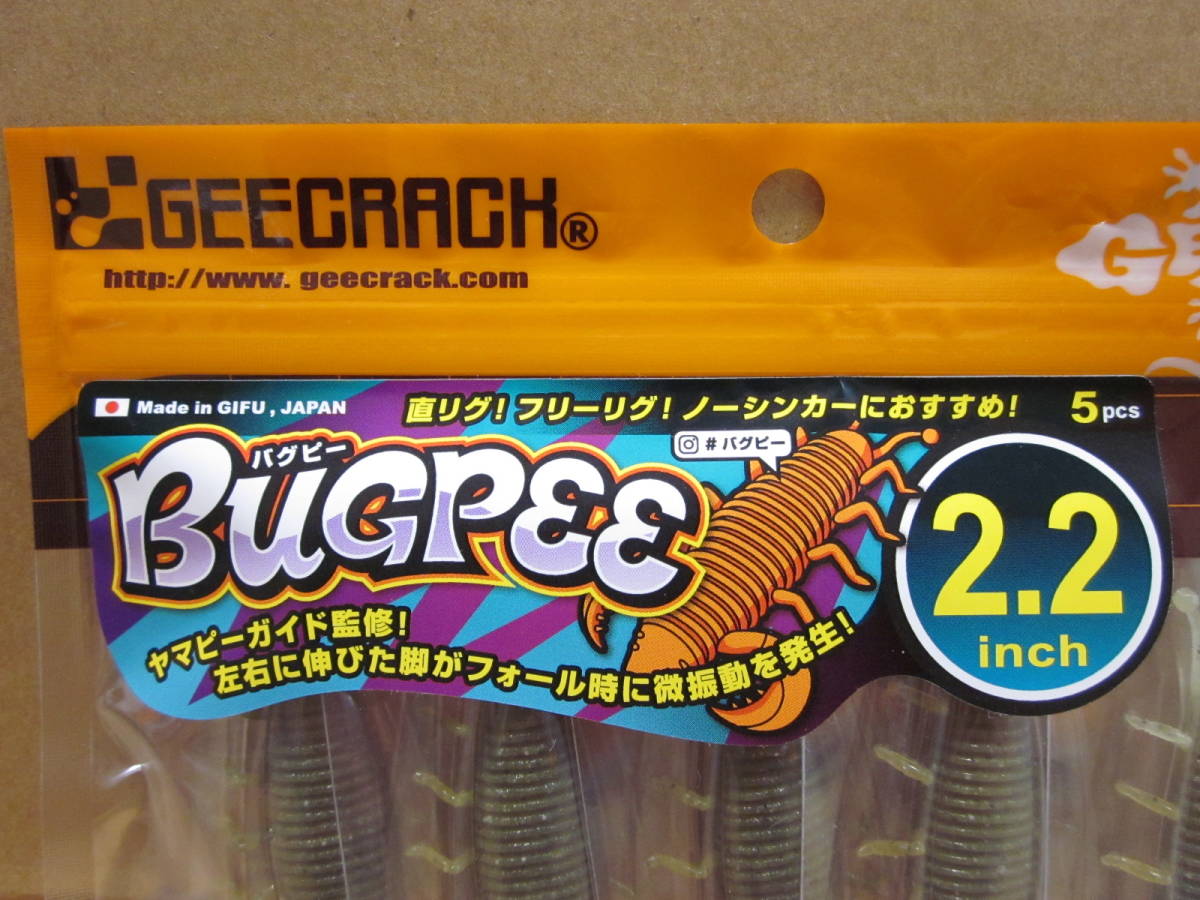 GEECRACK®
http://www. geecrack.com
Made in GIFU , JAPAN
直リグ! フリーリグ! ノーシンカーにおすすめ!
5pcs
バグピー
# バグピー
BUGPEE
2.2
inch
ヤマピーガイド監修!
左右に伸びた脚がフォール時に微振動を発生!